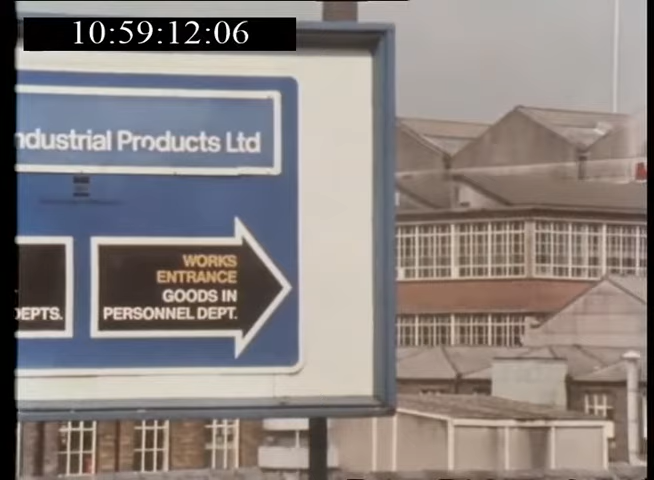 10:59:12:06
ndustrial Products Ltd
WORKS
ENTRANCE
GOODS IN
DEPTS.
PERSONNEL DEPT.